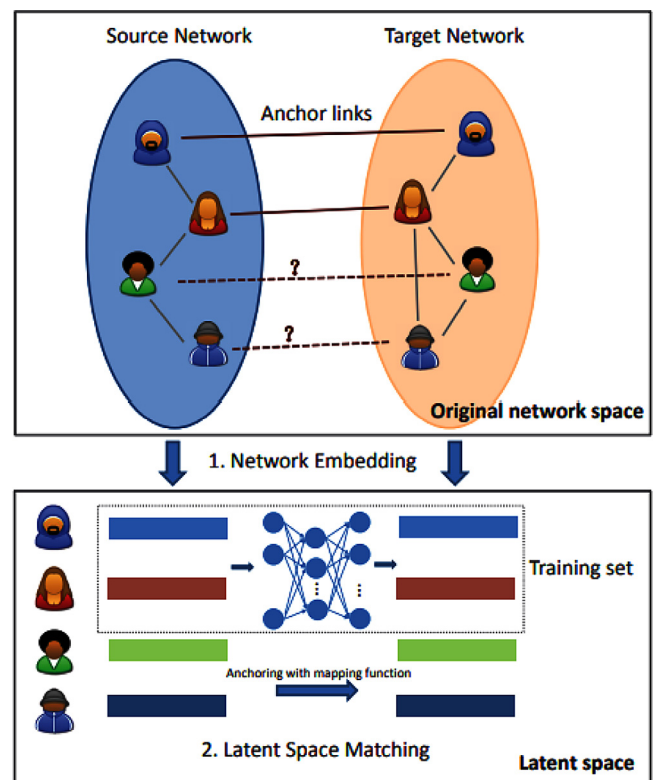 Source Network
Target Network
Anchor links
?
?
Original network space
1. Network Embedding
Training set
Anchoring with mapping function
2. Latent Space Matching
Latent space